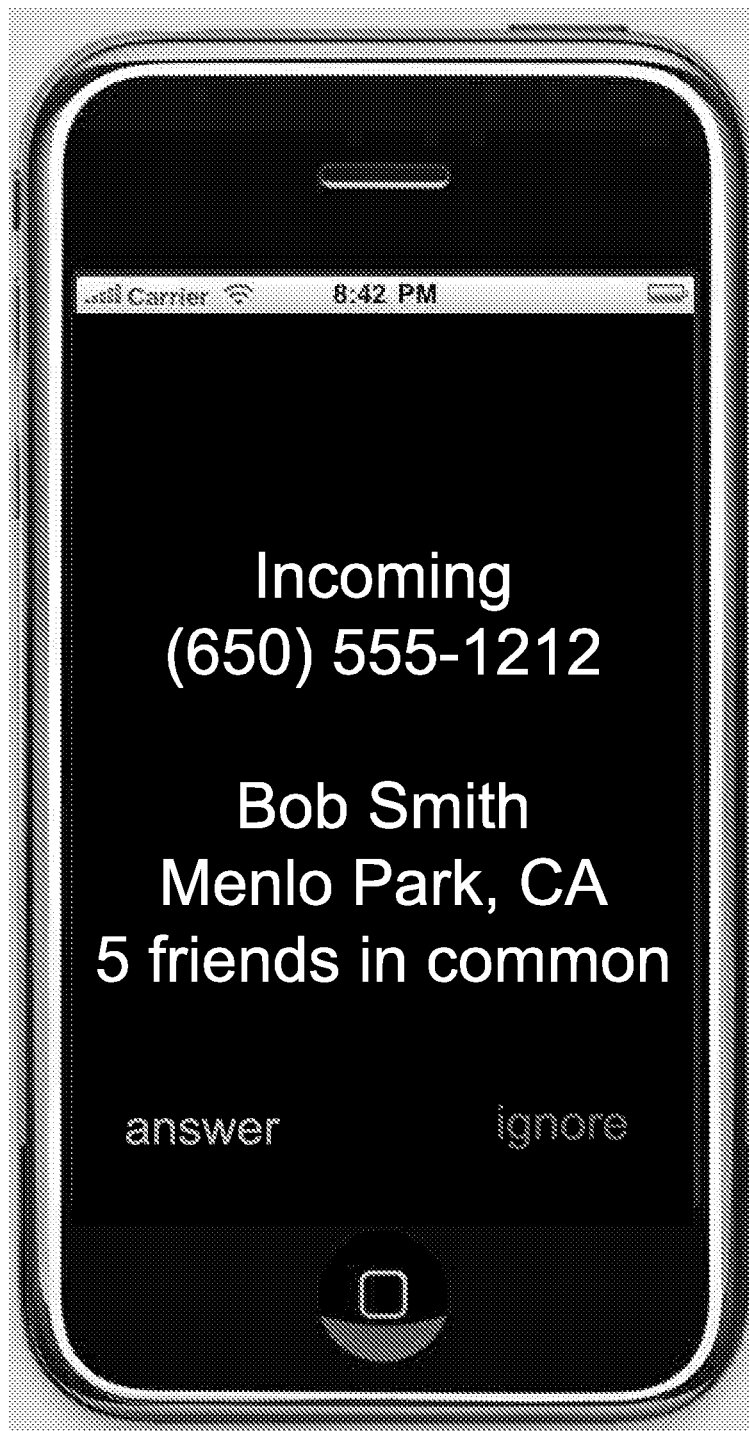 Carrier 8:42 PM
Incoming
(650) 555-1212
Bob Smith
Menlo Park, CA
5 friends in common
answer ignore